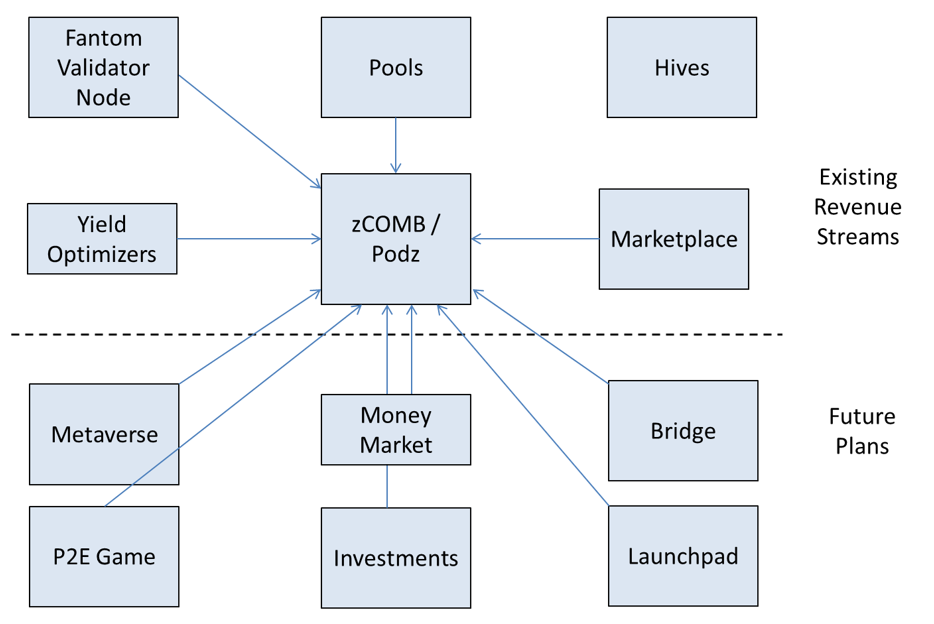 Fantom
Validator
Node
Pools
Hives
Existing
Revenue
Streams
Yield
Optimizers
zCOMB /
Podz
Marketplace
Metaverse
Money
Market
Bridge
Future
Plans
P2E Game
Investments
Launchpad